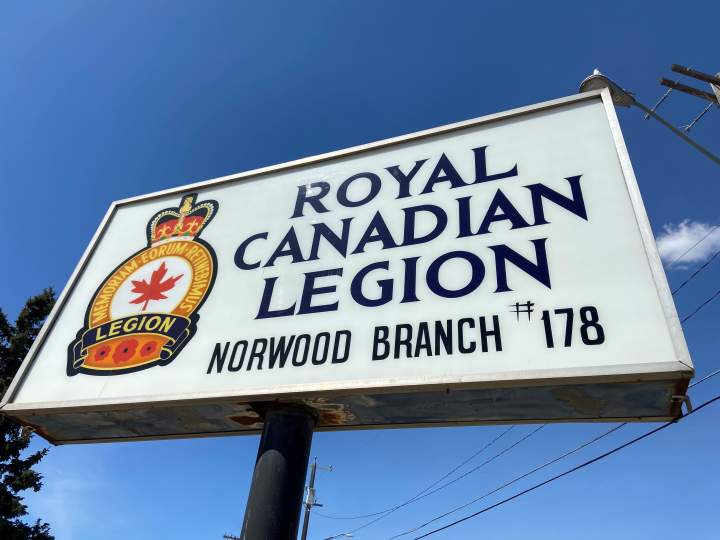 MEMORIAM EORUM RETINEBIMUS
LEGION
ROYAL
CANADIAN
LEGION
NORWOOD BRANCH # 178